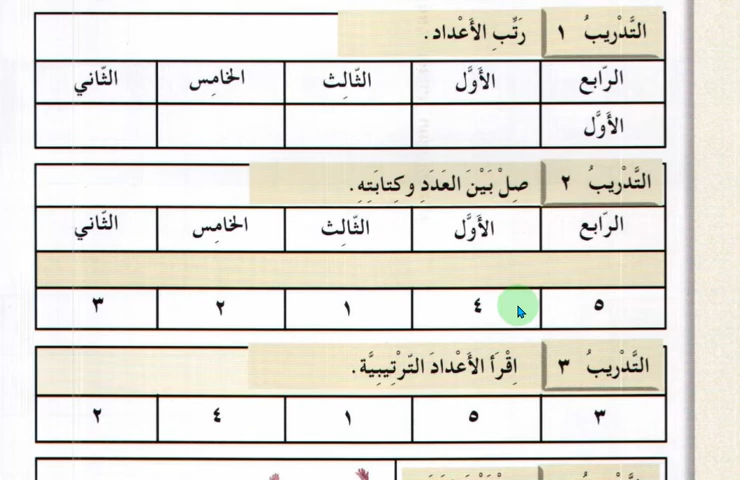 التَّدْرِيبُ ١ رَتِّبِ الأَعْداد.
الرّابع الأَوَّل الثّالِث الخامِس الثّاني
الأَوَّل
التَّدْرِيبُ ٢ صِلْ بَيْنَ العَدَدِ وكِتابَتِهِ.
الرّابع الأَوَّل الثّالِث الخامِس الثّاني
٥ ٤ ١ ٢ ٣
التَّدْرِيبُ ٣ اِقْرَأ الأَعْدادَ التّرْتِيبِيَّة.
٣ ٥ ١ ٤ ٢